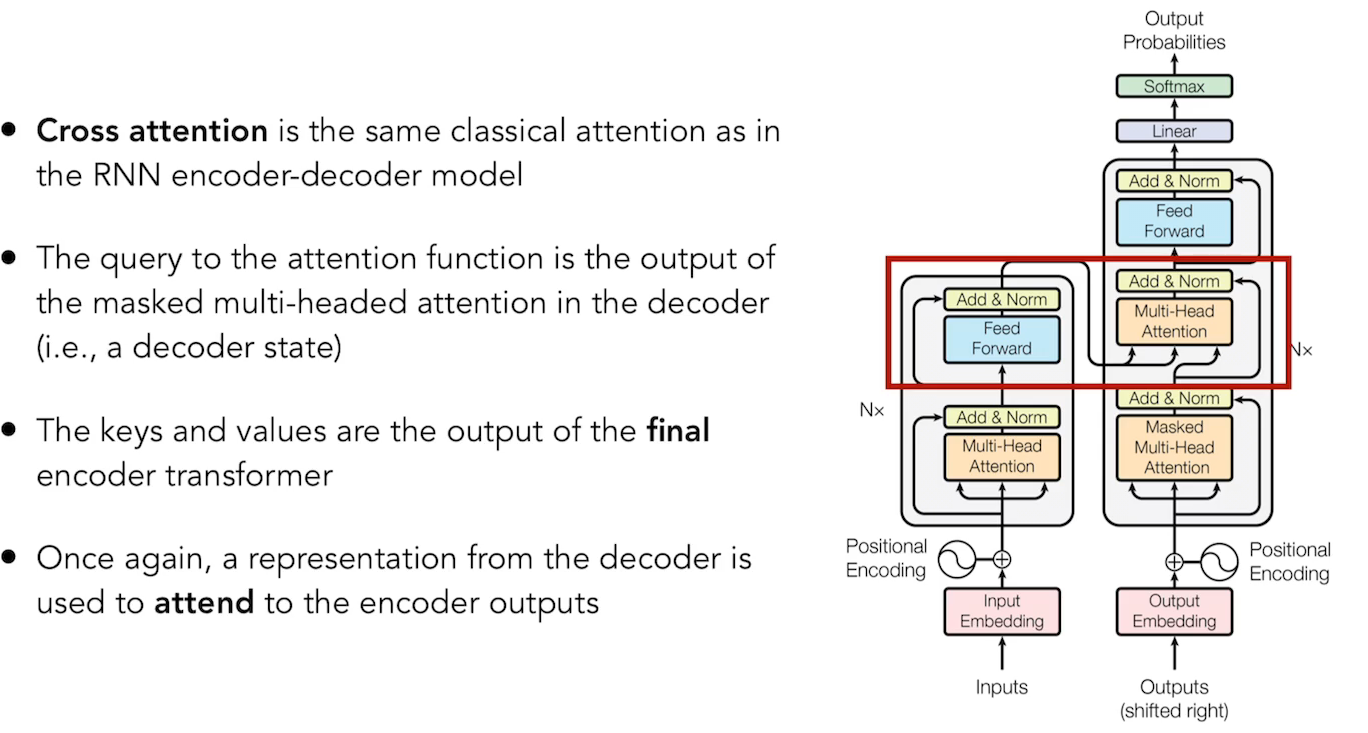 • Cross attention is the same classical attention as in
the RNN encoder-decoder model
• The query to the attention function is the output of
the masked multi-headed attention in the decoder
(i.e., a decoder state)
• The keys and values are the output of the final
encoder transformer
• Once again, a representation from the decoder is
used to attend to the encoder outputs
Output
Probabilities
Softmax
Linear
Add & Norm
Feed
Forward
Add & Norm
Multi-Head
Attention
Nx
Add & Norm
Masked
Multi-Head
Attention
Add & Norm
Feed
Forward
Nx
Add & Norm
Multi-Head
Attention
Positional
Encoding
Positional
Encoding
Input
Embedding
Output
Embedding
Inputs
Outputs
(shifted right)